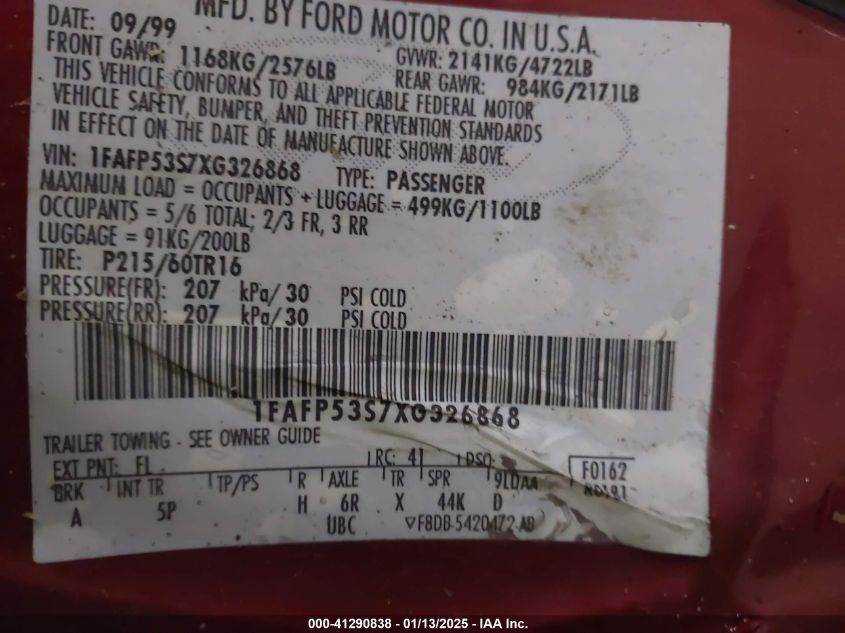 MFD. BY FORD MOTOR CO. IN U.S.A.
DATE: 09/99
GVWR: 2141KG/4722LB
FRONT GAWR: 1168KG/2576LB
REAR GAWR: 984KG/2171LB
THIS VEHICLE CONFORMS TO ALL APPLICABLE FEDERAL MOTOR
VEHICLE SAFETY, BUMPER, AND THEFT PREVENTION STANDARDS
IN EFFECT ON THE DATE OF MANUFACTURE SHOWN ABOVE.
VIN: 1FAFP53S7XG326868 TYPE: PASSENGER
MAXIMUM LOAD = OCCUPANTS + LUGGAGE = 499KG/1100LB
OCCUPANTS = 5/6 TOTAL; 2/3 FR, 3 RR
LUGGAGE = 91KG/200LB
TIRE: P215/60TR16
PRESSURE(FR): 207 kPa/30 PSI COLD
PRESSURE(RR): 207 kPa/30 PSI COLD
1FAFP53S7XG326868
TRAILER TOWING - SEE OWNER GUIDE
EXT PNT: FL RC: 41 DSO: F0162
BRK INT TR TP/PS R AXLE TR SPR
A 5P H 6R X 44K D
UBC ▽F8DB-5420472-AB
000-41290838 - 01/13/2025 - IAA Inc.